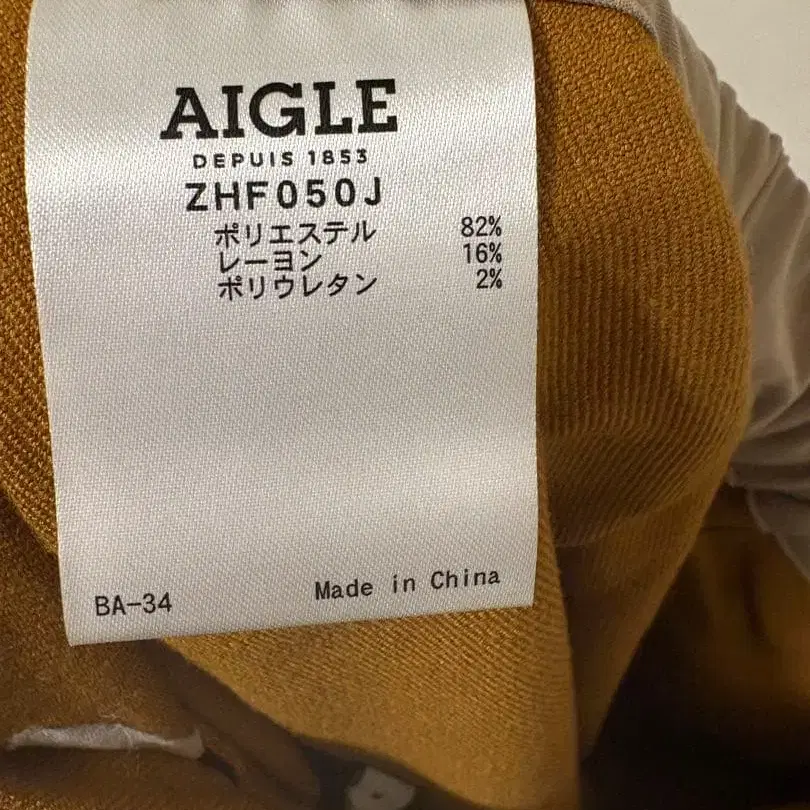 AIGLE
DEPUIS 1853
ZHF050J
ポリエステル 82%
レーヨン 16%
ポリウレタン 2%
BA-34 Made in China